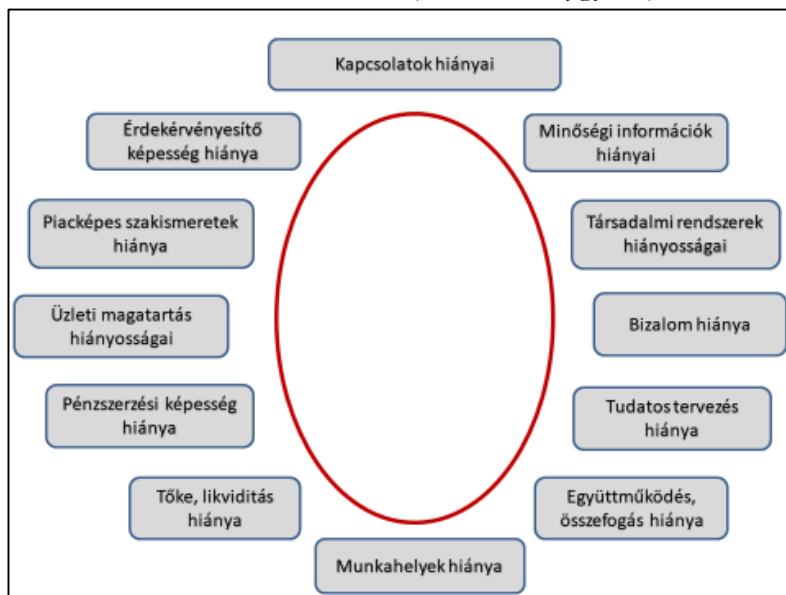 Kapcsolatok hiányai
Érdekérvényesítő
képesség hiánya
Minőségi információk
hiányai
Piacképes szakismeretek
hiánya
Társadalmi rendszerek
hiányosságai
Üzleti magatartás
hiányosságai
Bizalom hiánya
Pénzszerzési képesség
hiánya
Tudatos tervezés
hiánya
Tőke, likviditás
hiánya
Együttműködés,
összefogás hiánya
Munkahelyek hiánya